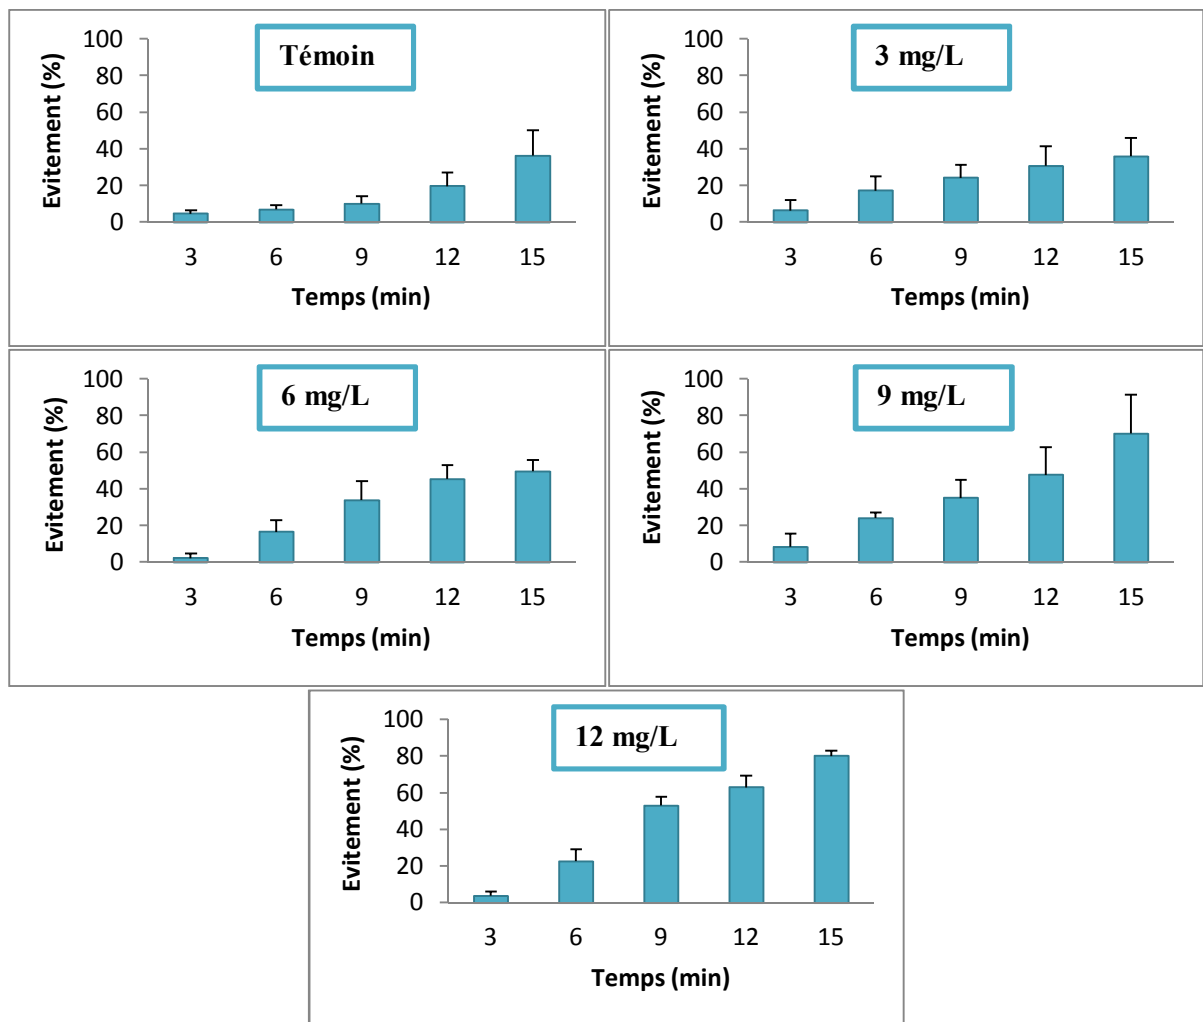 Témoin
Evitement (%)
100
80
60
40
20
0
3 6 9 12 15
Temps (min)
3 mg/L
Evitement (%)
100
80
60
40
20
0
3 6 9 12 15
Temps (min)
6 mg/L
Evitement (%)
100
80
60
40
20
0
3 6 9 12 15
Temps (min)
9 mg/L
Evitement (%)
100
80
60
40
20
0
3 6 9 12 15
Temps (min)
12 mg/L
Evitement (%)
100
80
60
40
20
0
3 6 9 12 15
Temps (min)